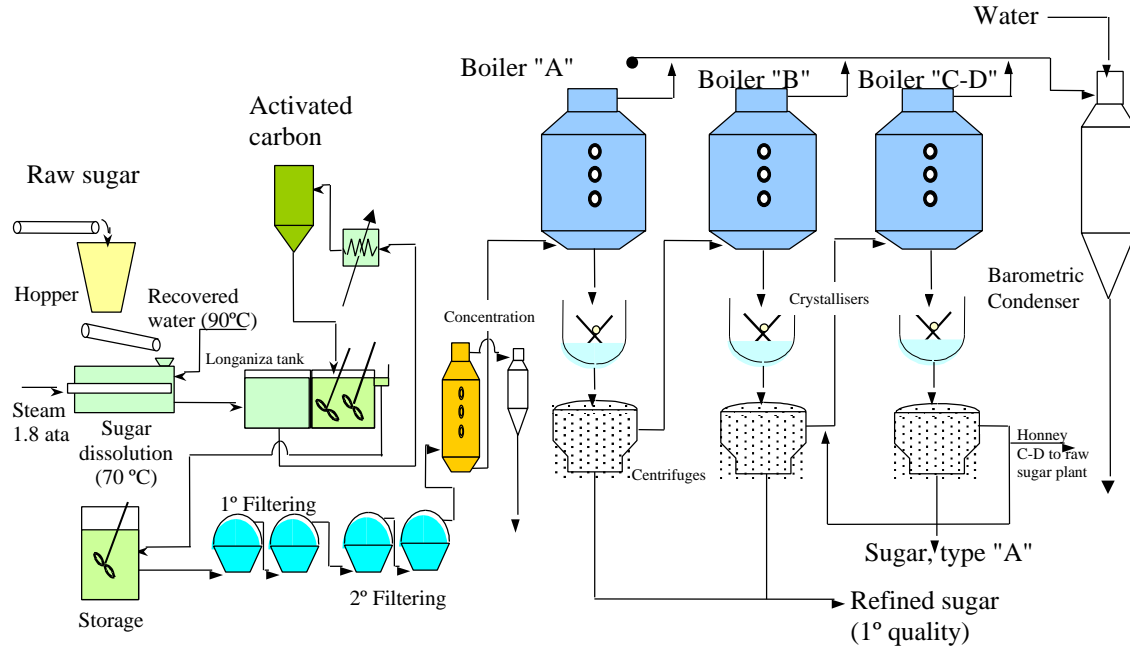 Water
Boiler "A"
Boiler "B"
Boiler "C-D"
Activated
carbon
Raw sugar
Hopper
Recovered
water (90ºC)
Longaniza tank
Concentration
Crystallisers
Barometric
Condenser
Steam
1.8 ata
Sugar
dissolution
(70 ºC)
Centrifuges
Honney
C-D to raw
sugar plant
1º Filtering
2º Filtering
Storage
Sugar, type "A"
Refined sugar
(1º quality)